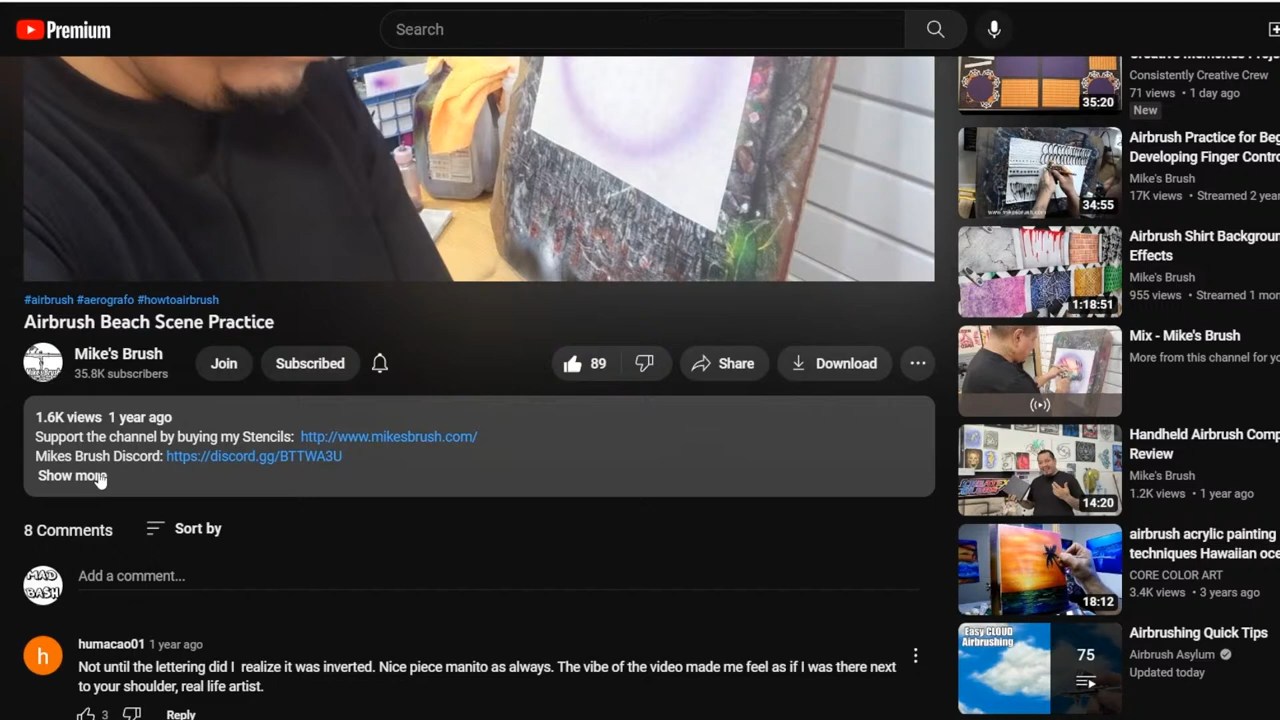 Premium
Search
#airbrush #aerografo #howtoairbrush
Airbrush Beach Scene Practice
Mike's Brush
35.8K subscribers
Join
Subscribed
89
Share
Download
1.6K views 1 year ago
Support the channel by buying my Stencils: http://www.mikesbrush.com/
Mikes Brush Discord: https://discord.gg/BTTWA3U
Show more
8 Comments
Sort by
MAD BASH
Add a comment...
h
humacao01 1 year ago
Not until the lettering did I realize it was inverted. Nice piece manito as always. The vibe of the video made me feel as if I was there next
to your shoulder, real life artist.
3
Reply
35:20
Consistently Creative Crew
71 views • 1 day ago
New
34:55
Airbrush Practice for Beg
Developing Finger Contro
Mike's Brush
17K views • Streamed 2 year
1:18:51
Airbrush Shirt Backgroun
Effects
Mike's Brush
955 views • Streamed 1 mon
Mix - Mike's Brush
More from this channel for yo
14:20
Handheld Airbrush Comp
Review
Mike's Brush
1.2K views • 1 year ago
18:12
airbrush acrylic painting
techniques Hawaiian oce
CORE COLOR ART
3.4K views • 3 years ago
Easy CLOUD
Airbrushing
75
Airbrushing Quick Tips
Airbrush Asylum
Updated today